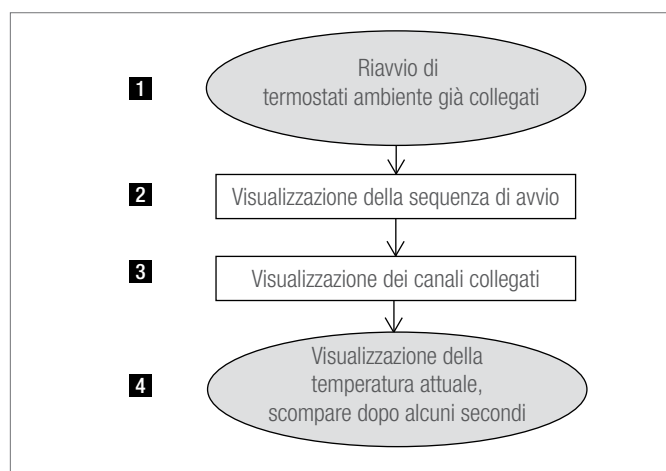 1
Riavvio di
termostati ambiente già collegati
2
Visualizzazione della sequenza di avvio
3
Visualizzazione dei canali collegati
4
Visualizzazione della
temperatura attuale,
scompare dopo alcuni secondi